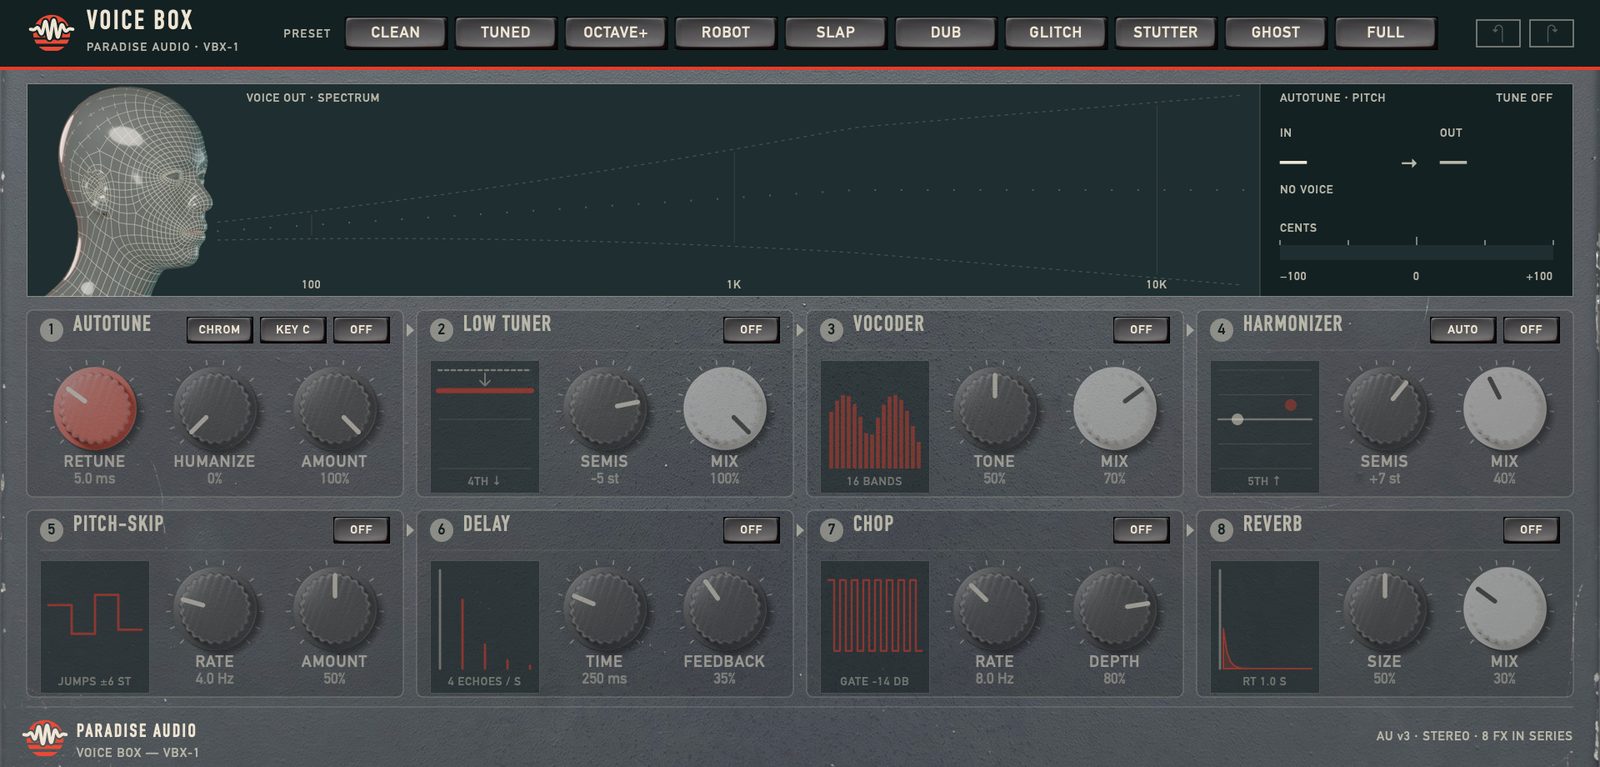 VOICE BOX
PARADISE AUDIO · VBX-1
PRESET CLEAN TUNED OCTAVE+ ROBOT SLAP DUB GLITCH STUTTER GHOST FULL
VOICE OUT · SPECTRUM
100 1K 10K
AUTOTUNE · PITCH TUNE OFF
IN OUT
— → —
NO VOICE
CENTS
−100 0 +100
1 AUTOTUNE CHROM KEY C OFF
RETUNE HUMANIZE AMOUNT
5.0 ms 0% 100%
2 LOW TUNER OFF
4TH ↓
SEMIS MIX
-5 st 100%
3 VOCODER OFF
16 BANDS
TONE MIX
50% 70%
4 HARMONIZER AUTO OFF
5TH ↑
SEMIS MIX
+7 st 40%
5 PITCH-SKIP OFF
JUMPS ±6 ST
RATE AMOUNT
4.0 Hz 50%
6 DELAY OFF
4 ECHOES / S
TIME FEEDBACK
250 ms 35%
7 CHOP OFF
GATE -14 DB
RATE DEPTH
8.0 Hz 80%
8 REVERB OFF
RT 1.0 S
SIZE MIX
50% 30%
PARADISE AUDIO
VOICE BOX — VBX-1
AU v3 · STEREO · 8 FX IN SERIES